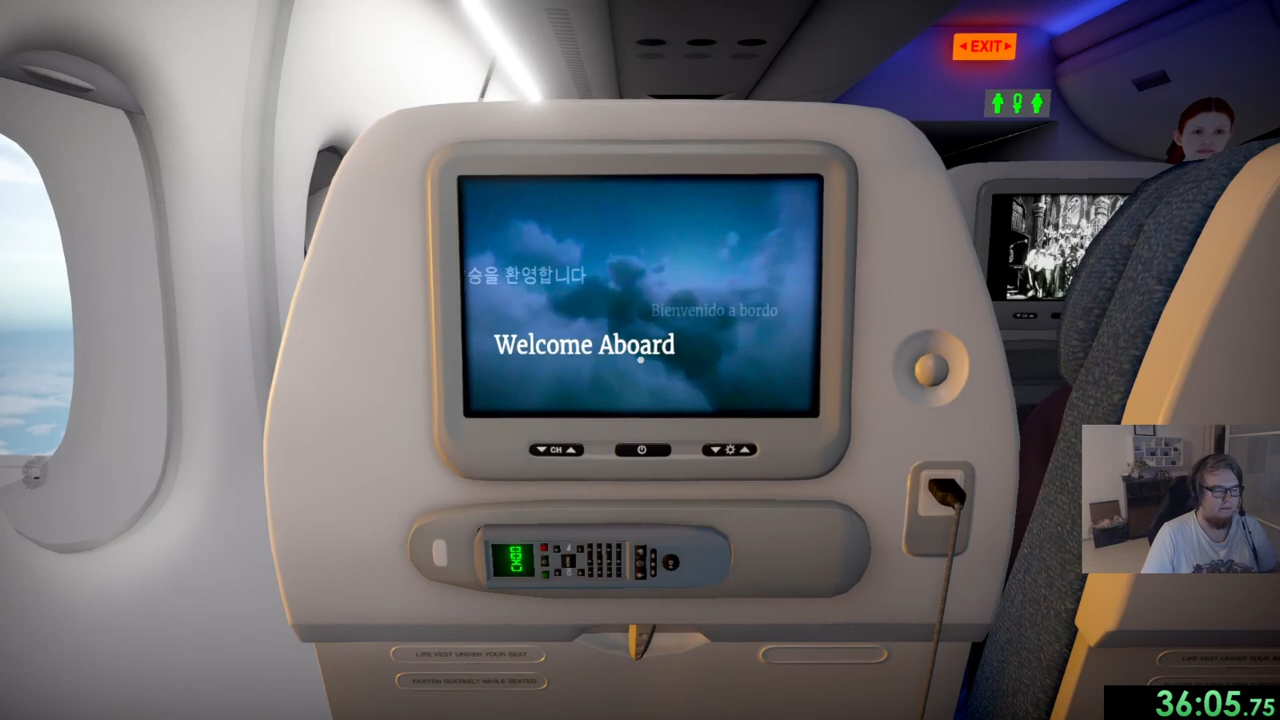 EXIT
승을 환영합니다
Bienvenido a bordo
Welcome Aboard
CH
LIFE VEST UNDER YOUR SEAT
FASTEN SEATBELT WHILE SEATED
36:05.75